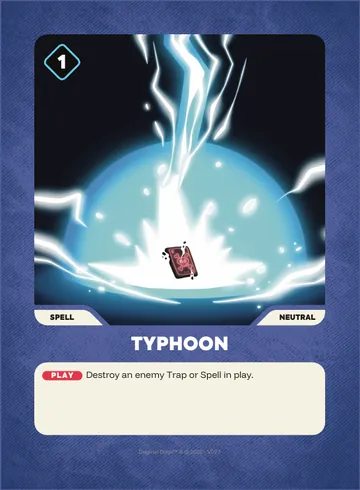 1
SPELL
NEUTRAL
TYPHOON
PLAY Destroy an enemy Trap or Spell in play.